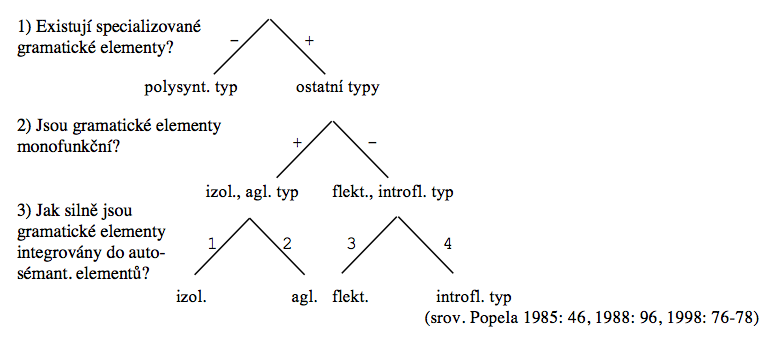 1) Existují specializované
gramatické elementy?
– +
polysynt. typ ostatní typy
2) Jsou gramatické elementy
monofunkční?
+ –
izol., agl. typ flekt., introfl. typ
3) Jak silně jsou
gramatické elementy
integrovány do auto-
sémant. elementů?
1 2 3 4
izol. agl. flekt. introfl. typ
(srov. Popela 1985: 46, 1988: 96, 1998: 76-78)